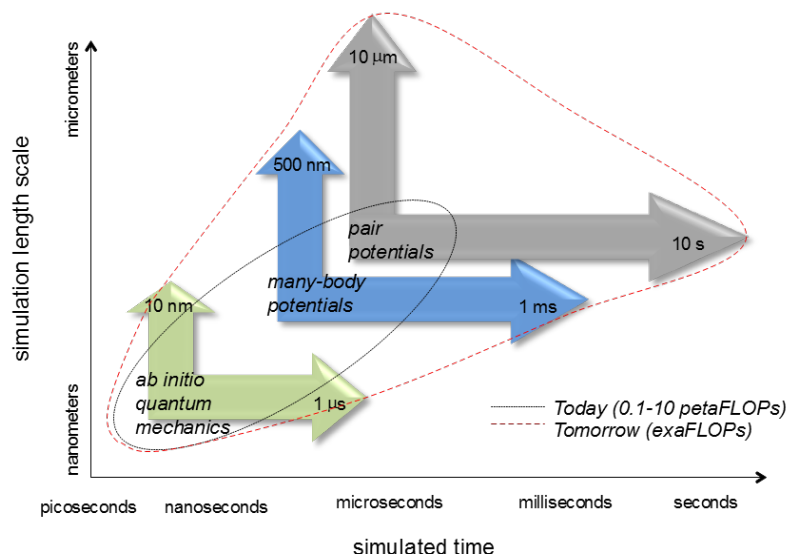 micrometers
10 μm
500 nm
simulation length scale
pair
potentials
10 s
many-body
potentials
1 ms
10 nm
ab initio
quantum
mechanics
1 μs
nanometers
Today (0.1-10 petaFLOPs)
Tomorrow (exaFLOPs)
picoseconds
nanoseconds
microseconds
milliseconds
seconds
simulated time